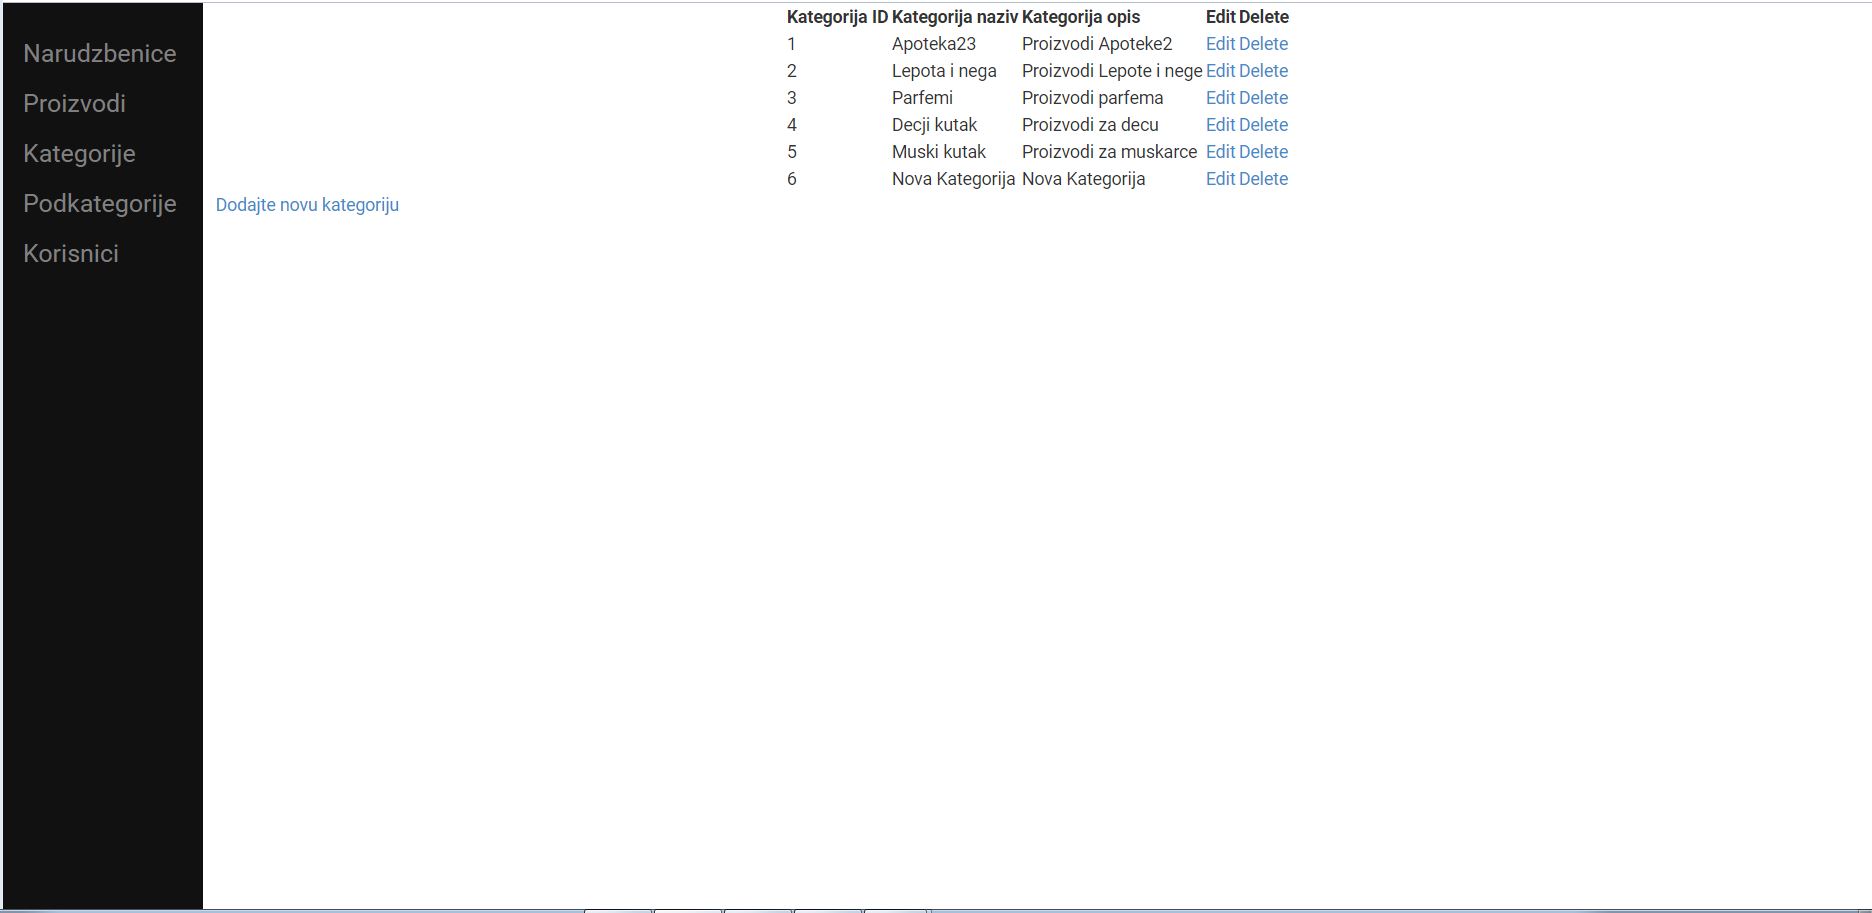 Narudzbenice
Proizvodi
Kategorije
Podkategorije
Korisnici
Kategorija ID Kategorija naziv Kategorija opis Edit Delete
1 Apoteka23 Proizvodi Apoteke2 Edit Delete
2 Lepota i nega Proizvodi Lepote i nege Edit Delete
3 Parfemi Proizvodi parfema Edit Delete
4 Decji kutak Proizvodi za decu Edit Delete
5 Muski kutak Proizvodi za muskarce Edit Delete
6 Nova Kategorija Nova Kategorija Edit Delete
Dodajte novu kategoriju